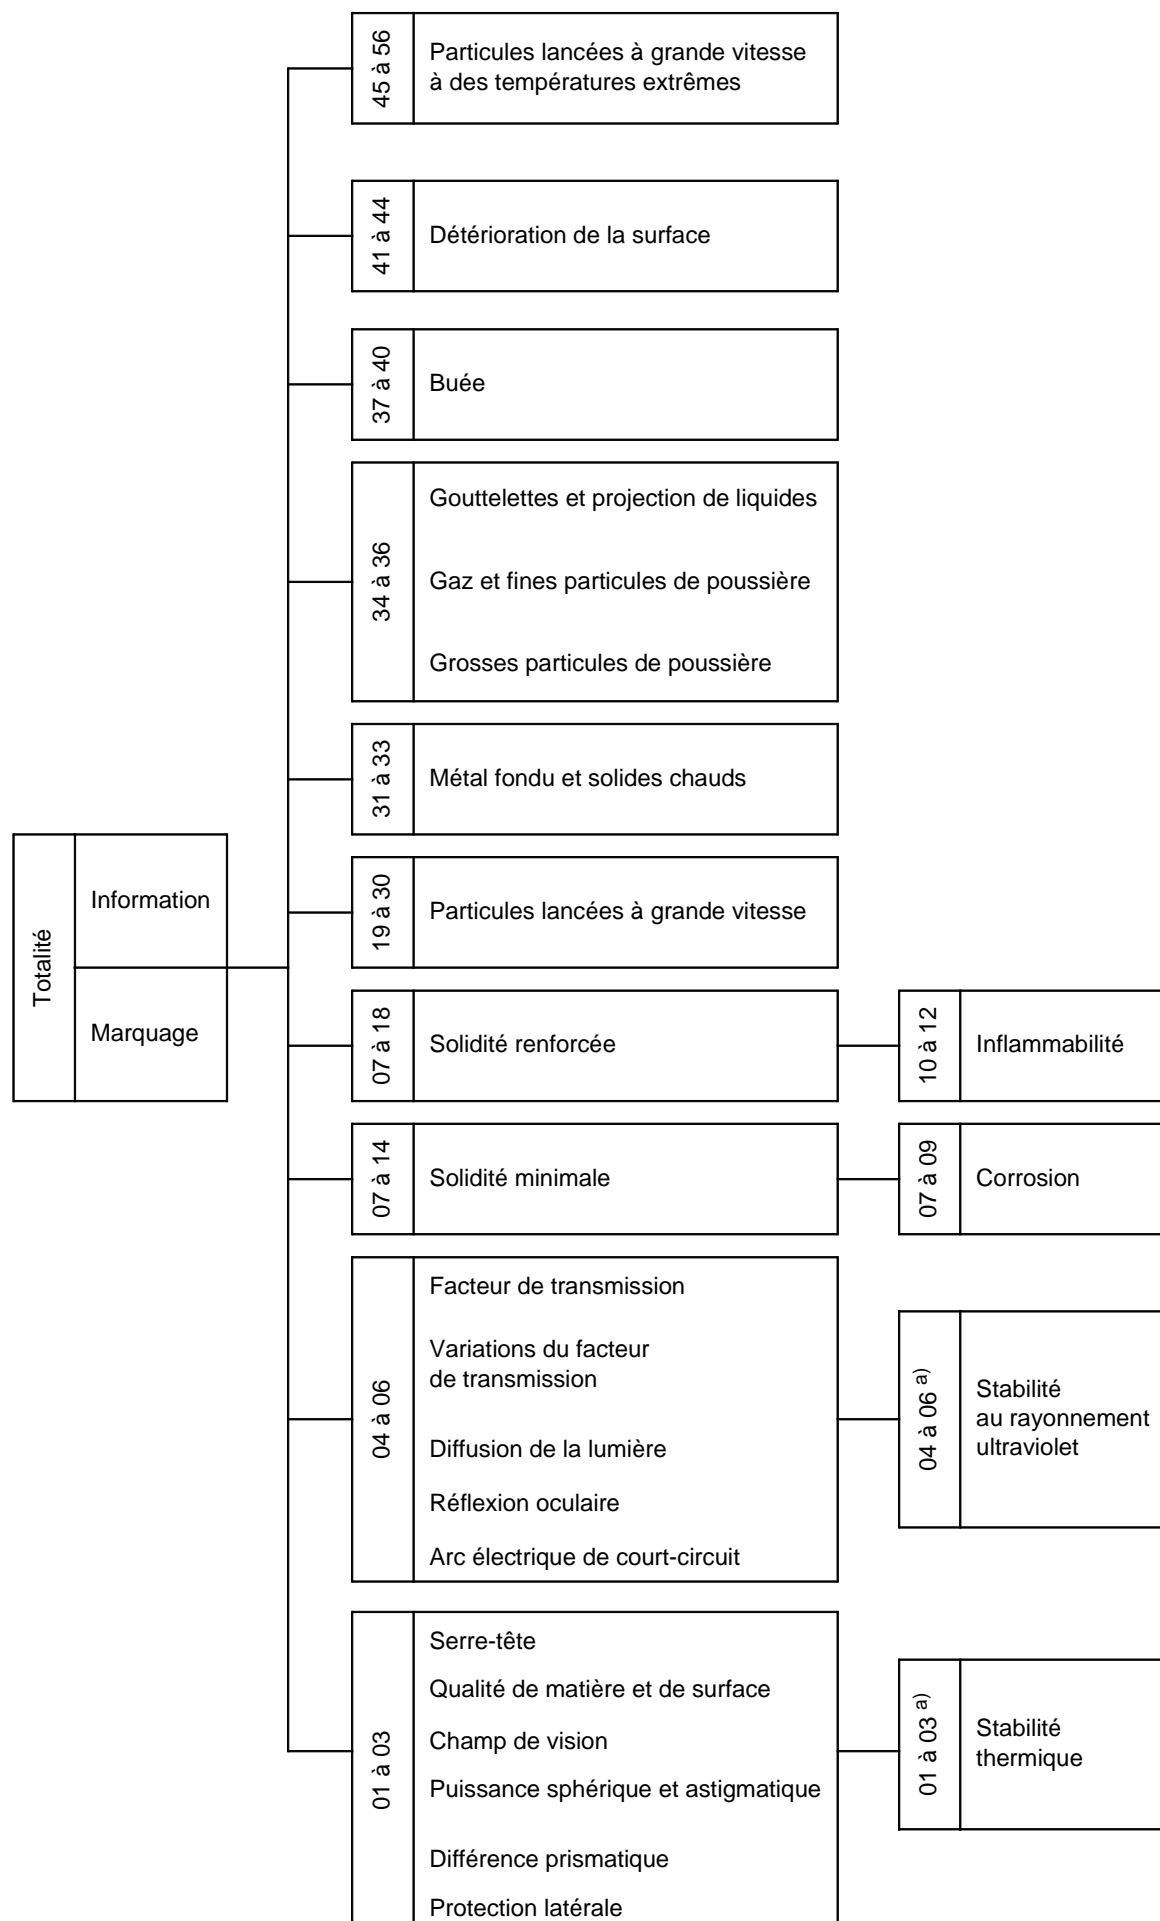 45 à 56
Particules lancées à grande vitesse
à des températures extrêmes
41 à 44
Détérioration de la surface
37 à 40
Buée
34 à 36
Gouttelettes et projection de liquides
Gaz et fines particules de poussière
Grosses particules de poussière
31 à 33
Métal fondu et solides chauds
Totalité
Information
Marquage
19 à 30
Particules lancées à grande vitesse
07 à 18
Solidité renforcée
10 à 12
Inflammabilité
07 à 14
Solidité minimale
07 à 09
Corrosion
04 à 06
Facteur de transmission
Variations du facteur
de transmission
Diffusion de la lumière
Réflexion oculaire
Arc électrique de court-circuit
04 à 06 a)
Stabilité
au rayonnement
ultraviolet
01 à 03
Serre-tête
Qualité de matière et de surface
Champ de vision
Puissance sphérique et astigmatique
Différence prismatique
Protection latérale
01 à 03 a)
Stabilité
thermique